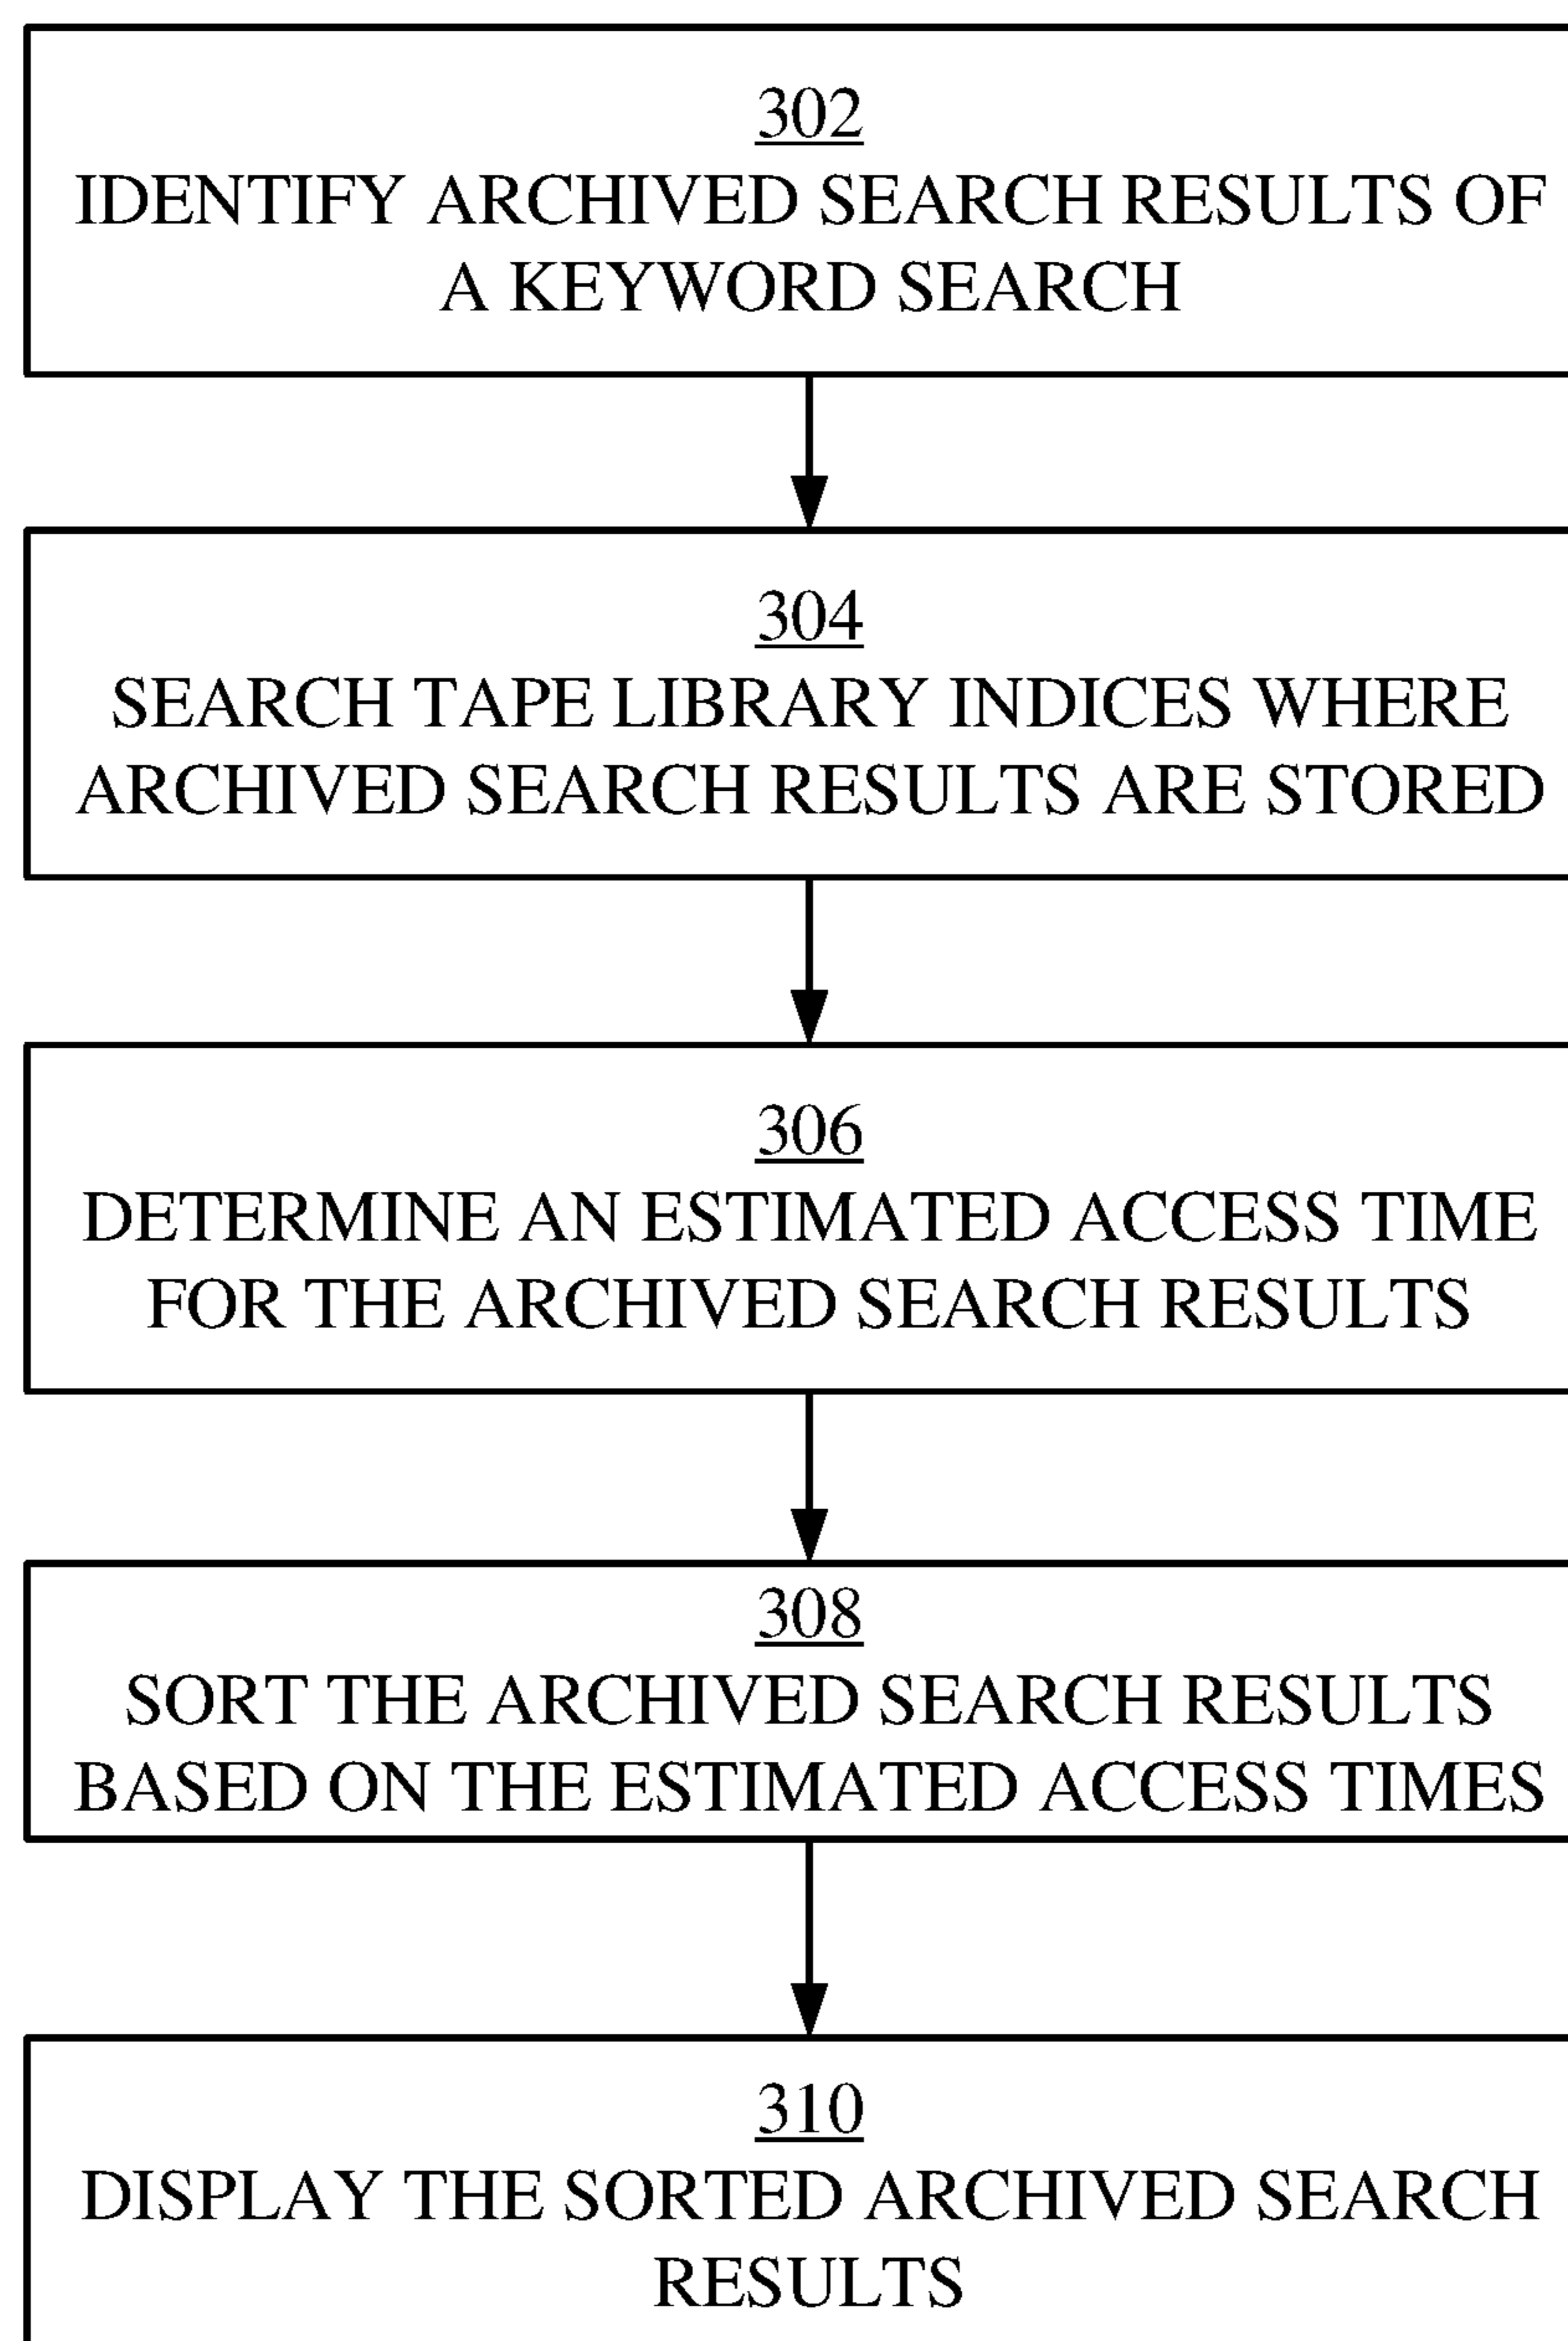 302
IDENTIFY ARCHIVED SEARCH RESULTS OF
A KEYWORD SEARCH
304
SEARCH TAPE LIBRARY INDICES WHERE
ARCHIVED SEARCH RESULTS ARE STORED
306
DETERMINE AN ESTIMATED ACCESS TIME
FOR THE ARCHIVED SEARCH RESULTS
308
SORT THE ARCHIVED SEARCH RESULTS
BASED ON THE ESTIMATED ACCESS TIMES
310
DISPLAY THE SORTED ARCHIVED SEARCH
RESULTS